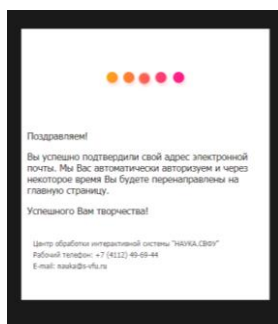 Поздравляем!
Вы успешно подтвердили свой адрес электронной
почты. Мы Вас автоматически авторизуем и через
некоторое время Вы будете перенаправлены на
главную страницу.
Успешного Вам творчества!
Центр обработки интерактивной системы "НАУКА.СВФУ"
Рабочий телефон: +7 (4112) 49-69-44
E-mail: nauka@s-vfu.ru